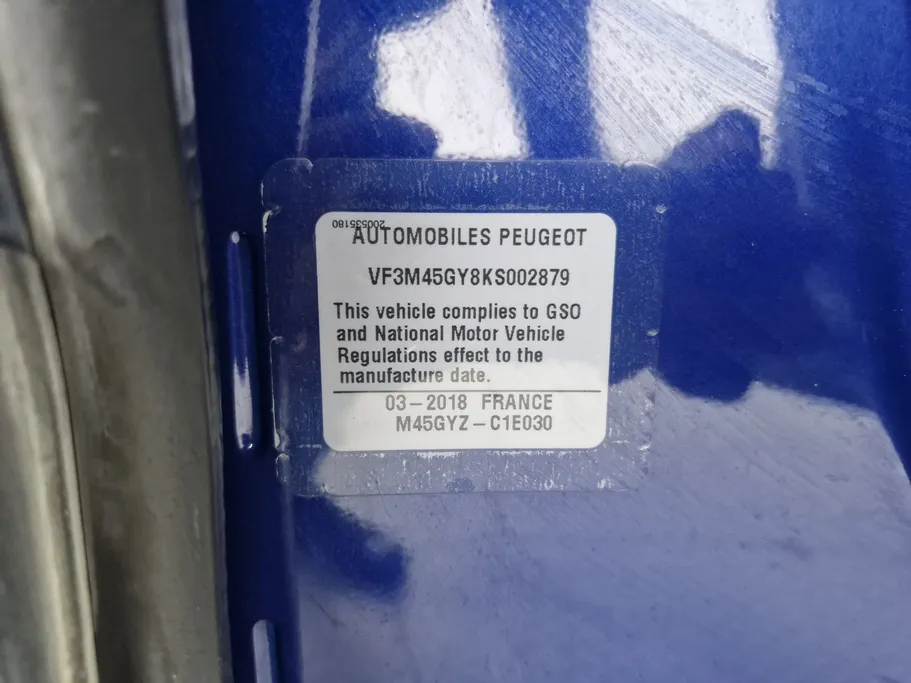 200535180
AUTOMOBILES PEUGEOT
VF3M45GY8KS002879
This vehicle complies to GSO
and National Motor Vehicle
Regulations effect to the
manufacture date.
03-2018 FRANCE
M45GYZ-C1E030